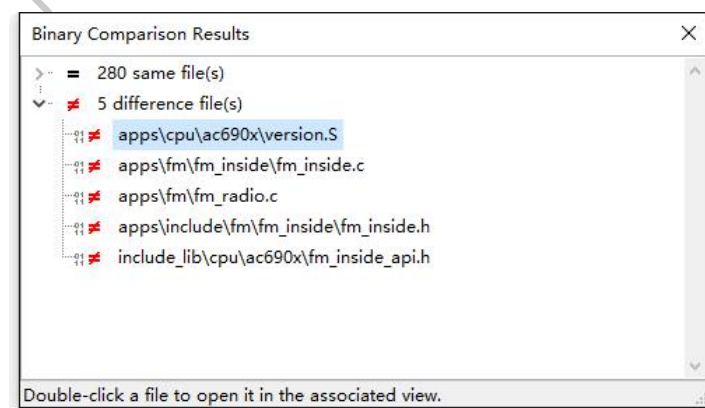 Binary Comparison Results
= 280 same file(s)
≠ 5 difference file(s)
apps\cpu\ac690x\version.S
apps\fm\fm_inside\fm_inside.c
apps\fm\fm_radio.c
apps\include\fm\fm_inside\fm_inside.h
include_lib\cpu\ac690x\fm_inside_api.h
Double-click a file to open it in the associated view.